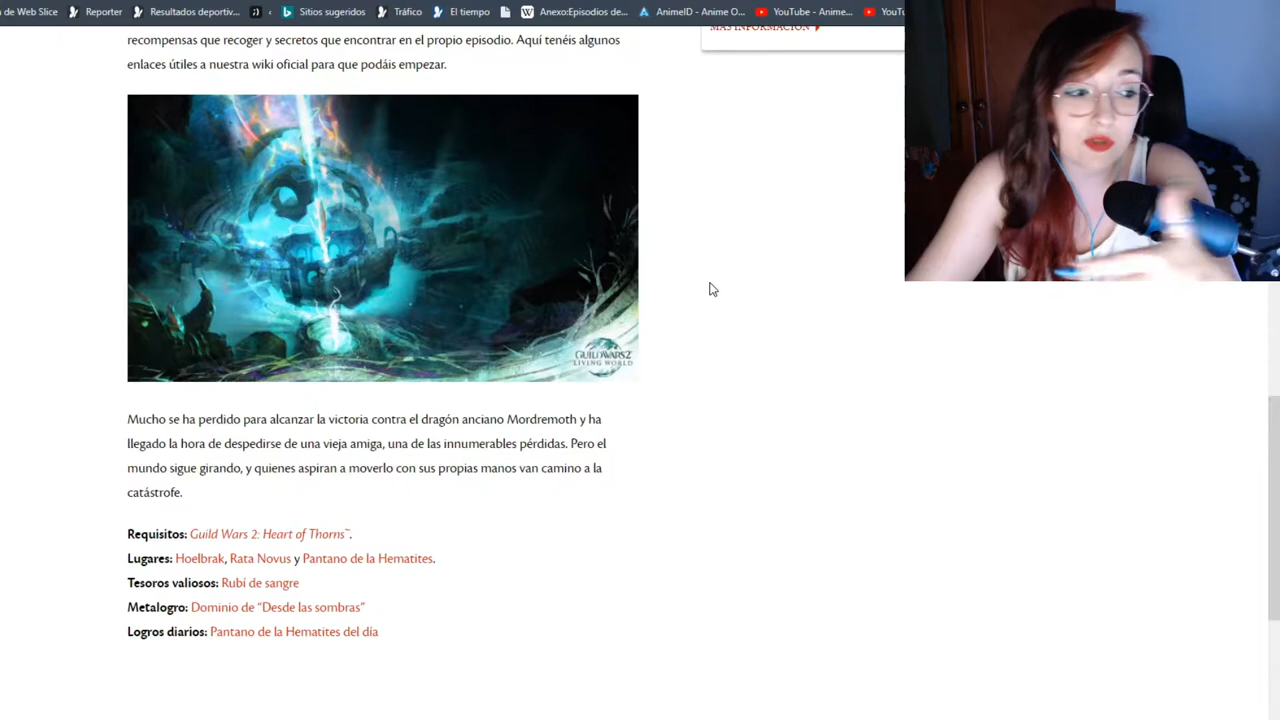 de Web Slice
Reporter
Resultados deportiv...
Sitios sugeridos
Tráfico
El tiempo
Anexo:Episodios de...
AnimeID - Anime O...
YouTube - Anime...
YouTu
MÁS INFORMACIÓN
recompensas que recoger y secretos que encontrar en el propio episodio. Aquí tenéis algunos
enlaces útiles a nuestra wiki oficial para que podáis empezar.
GUILD WARS 2
LIVING WORLD
Mucho se ha perdido para alcanzar la victoria contra el dragón anciano Mordremoth y ha
llegado la hora de despedirse de una vieja amiga, una de las innumerables pérdidas. Pero el
mundo sigue girando, y quienes aspiran a moverlo con sus propias manos van camino a la
catástrofe.
Requisitos: Guild Wars 2: Heart of Thorns™.
Lugares: Hoelbrak, Rata Novus y Pantano de la Hematites.
Tesoros valiosos: Rubí de sangre
Metalogro: Dominio de “Desde las sombras”
Logros diarios: Pantano de la Hematites del día